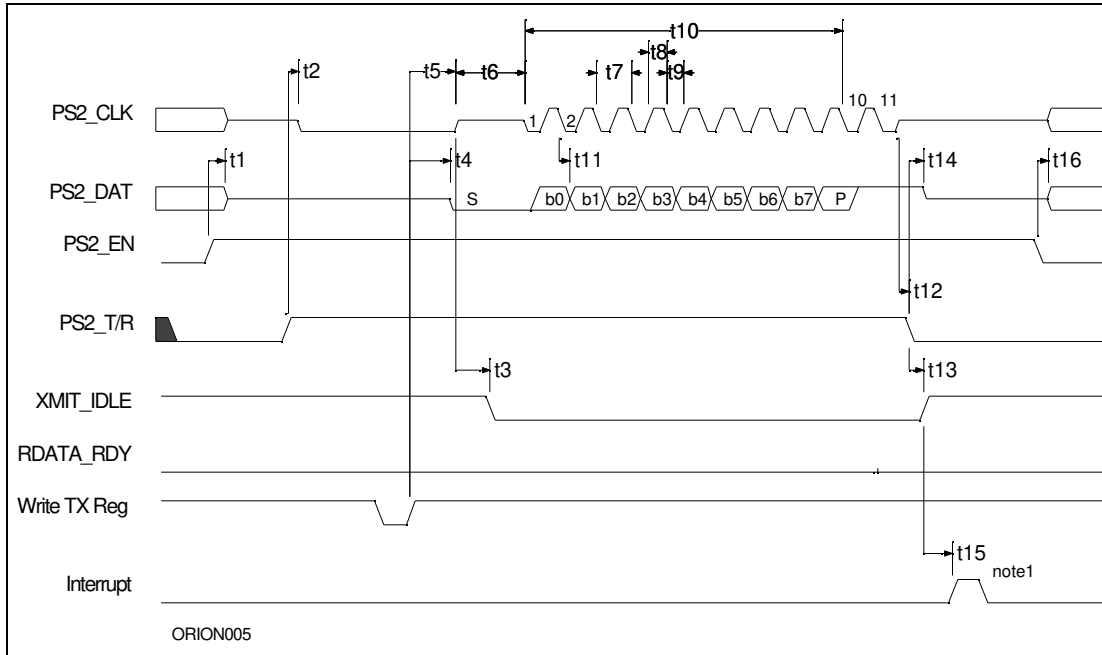 t10
t8
t2
t5
t6
t7
t9
PS2_CLK
1
2
10
11
t1
t4
t11
t14
t16
PS2_DAT
S
b0
b1
b2
b3
b4
b5
b6
b7
P
PS2_EN
t12
PS2_T/R
t3
t13
XMIT_IDLE
RDATA_RDY
Write TX Reg
t15
Interrupt
note1
ORION005